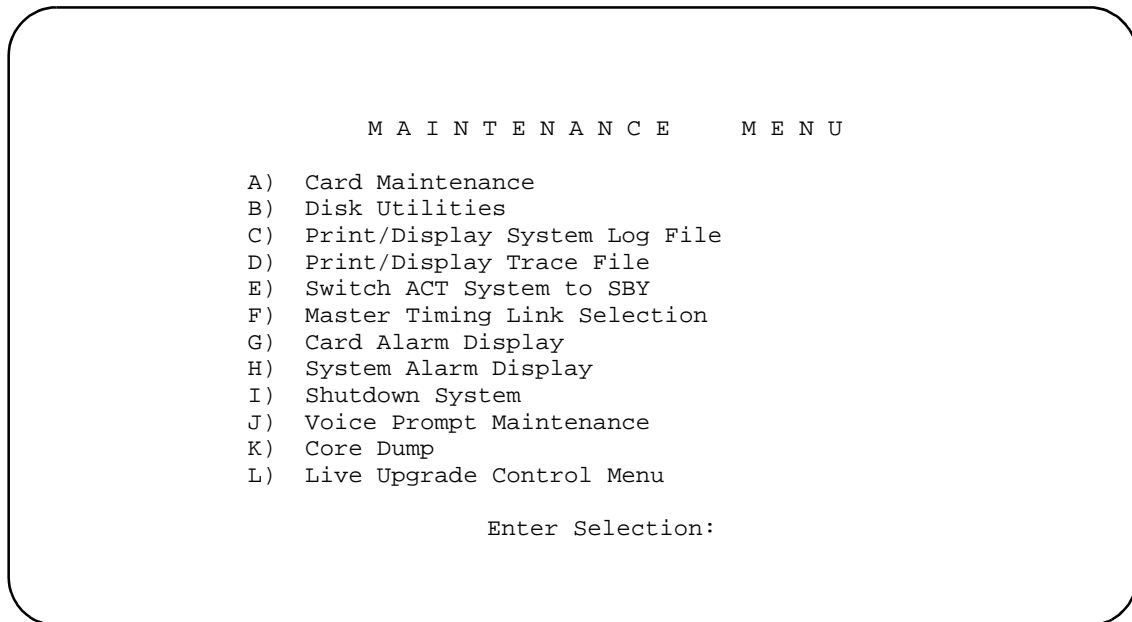 M A I N T E N A N C E   M E N U
A) Card Maintenance
B) Disk Utilities
C) Print/Display System Log File
D) Print/Display Trace File
E) Switch ACT System to SBY
F) Master Timing Link Selection
G) Card Alarm Display
H) System Alarm Display
I) Shutdown System
J) Voice Prompt Maintenance
K) Core Dump
L) Live Upgrade Control Menu
Enter Selection: